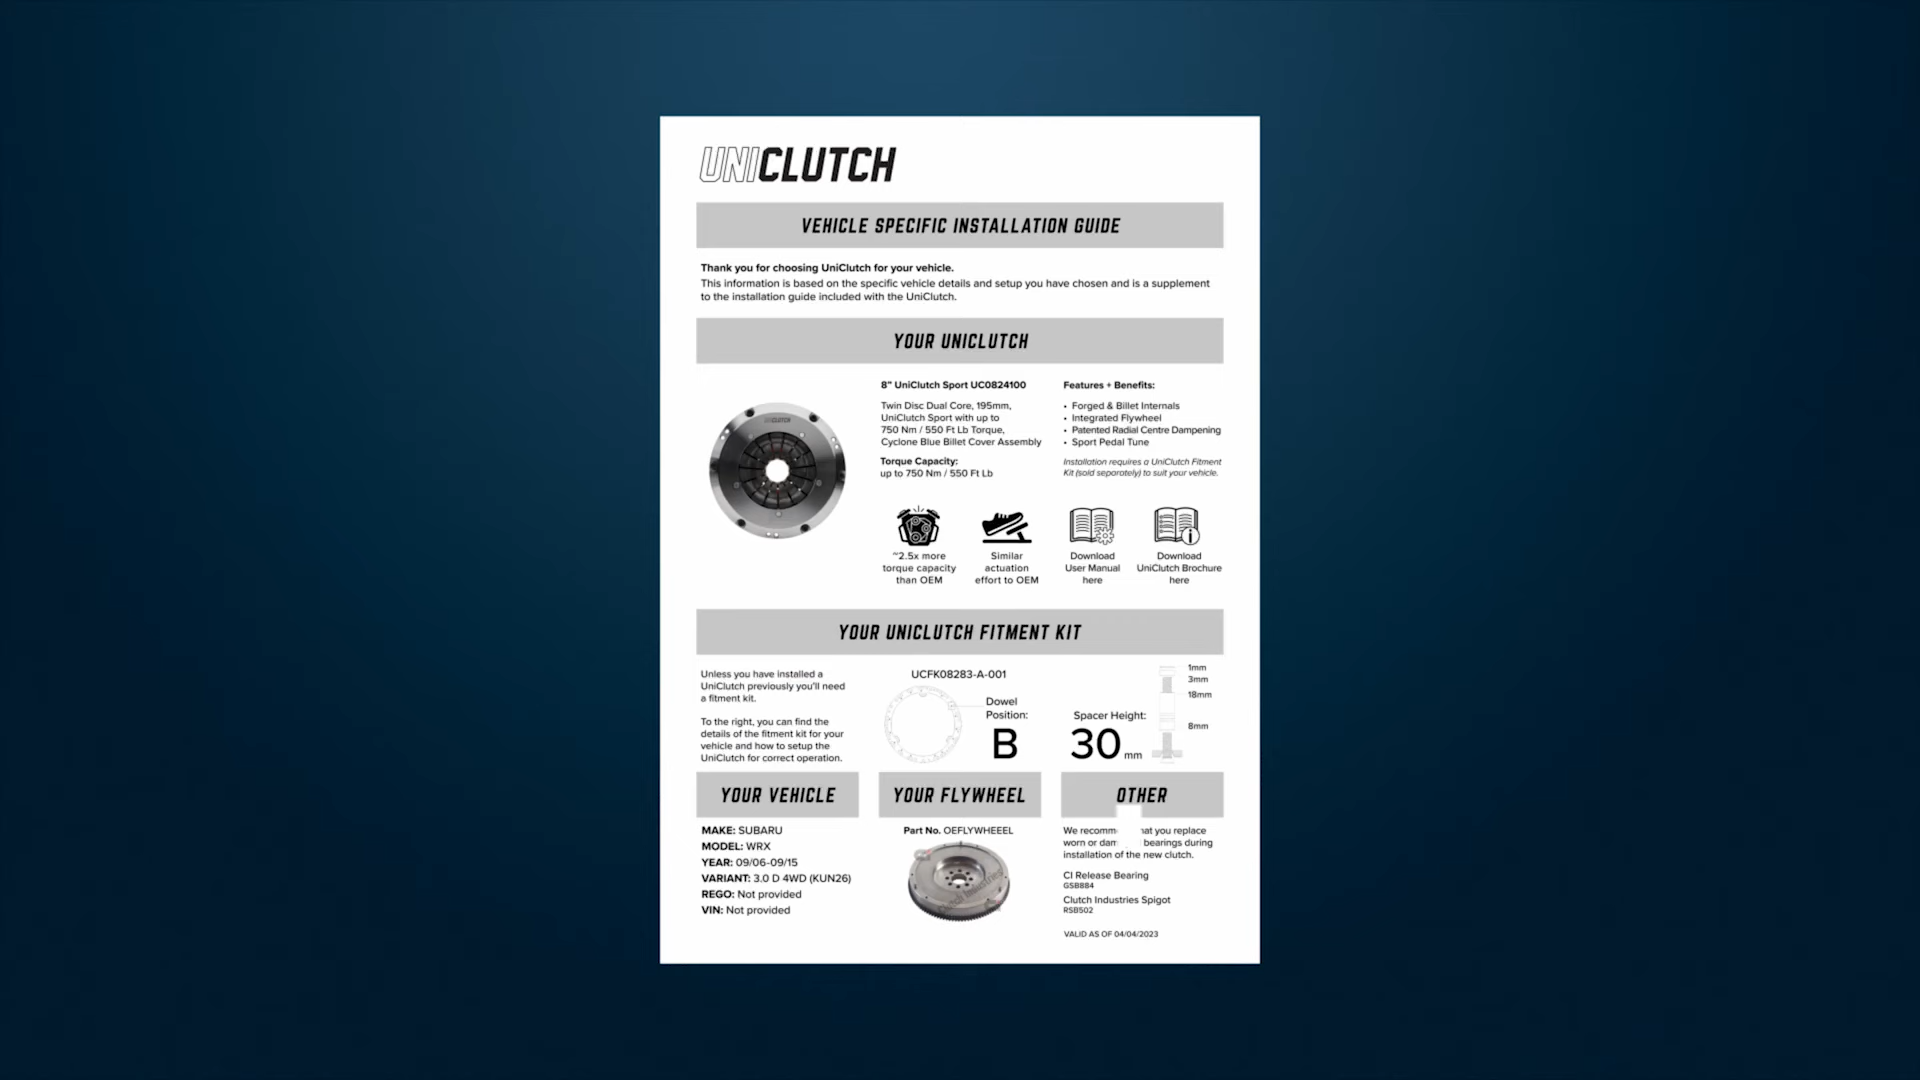 UNICLUTCH
VEHICLE SPECIFIC INSTALLATION GUIDE
Thank you for choosing UniClutch for your vehicle.
This information is based on the specific vehicle details and setup you have chosen and is a supplement
to the installation guide included with the UniClutch.
YOUR UNICLUTCH
UNICLUTCH
8" UniClutch Sport UC0824100
Twin Disc Dual Core, 195mm,
UniClutch Sport with up to
750 Nm / 550 Ft Lb Torque,
Cyclone Blue Billet Cover Assembly
Torque Capacity:
up to 750 Nm / 550 Ft Lb
Features + Benefits:
• Forged & Billet Internals
• Integrated Flywheel
• Patented Radial Centre Dampening
• Sport Pedal Tune
Installation requires a UniClutch Fitment
Kit (sold separately) to suit your vehicle.
~2.5x more
torque capacity
than OEM
Similar
actuation
effort to OEM
Download
User Manual
here
Download
UniClutch Brochure
here
YOUR UNICLUTCH FITMENT KIT
Unless you have installed a
UniClutch previously you'll need
a fitment kit.
To the right, you can find the
details of the fitment kit for your
vehicle and how to setup the
UniClutch for correct operation.
UCFK08283-A-001
Dowel
Position:
B
Spacer Height:
30 mm
1mm
3mm
18mm
8mm
YOUR VEHICLE
MAKE: SUBARU
MODEL: WRX
YEAR: 09/06-09/15
VARIANT: 3.0 D 4WD (KUN26)
REGO: Not provided
VIN: Not provided
YOUR FLYWHEEL
Part No. OEFLYWHEEEL
Clutch Industries
OTHER
We recomm at you replace
worn or dam bearings during
installation of the new clutch.
CI Release Bearing
GSB884
Clutch Industries Spigot
RSB502
VALID AS OF 04/04/2023